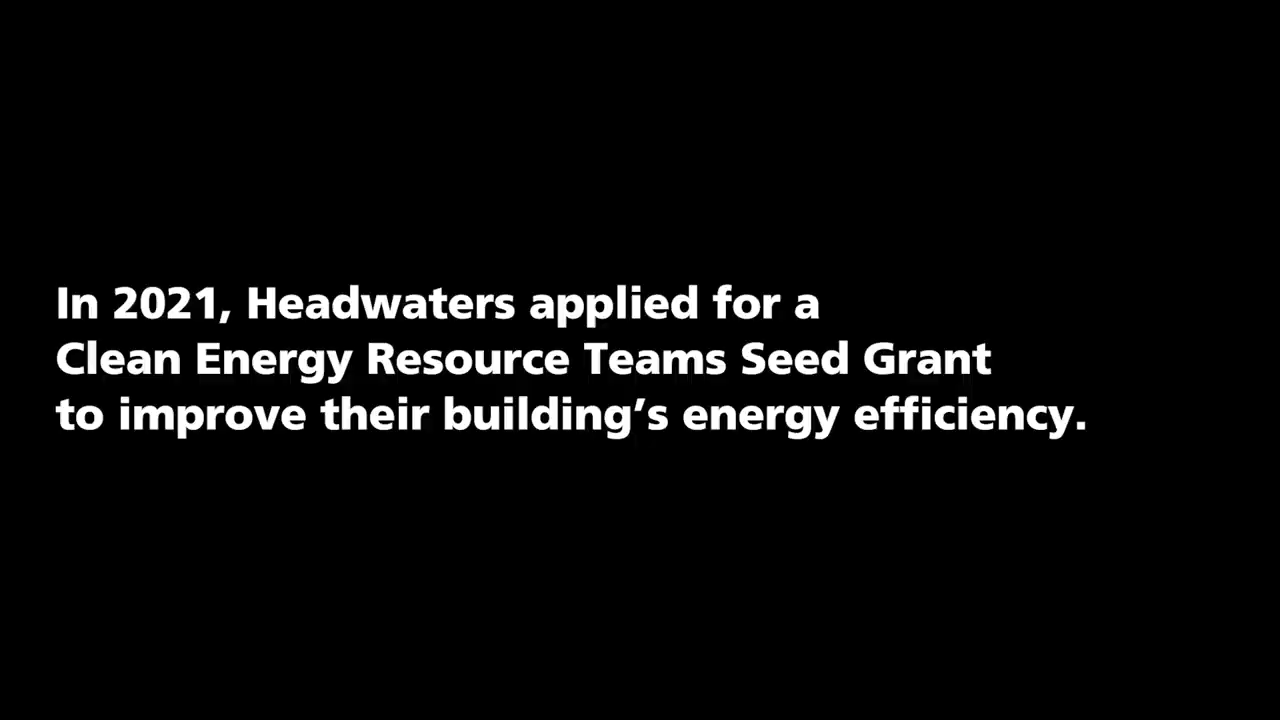 In 2021, Headwaters applied for a
Clean Energy Resource Teams Seed Grant
to improve their building’s energy efficiency.